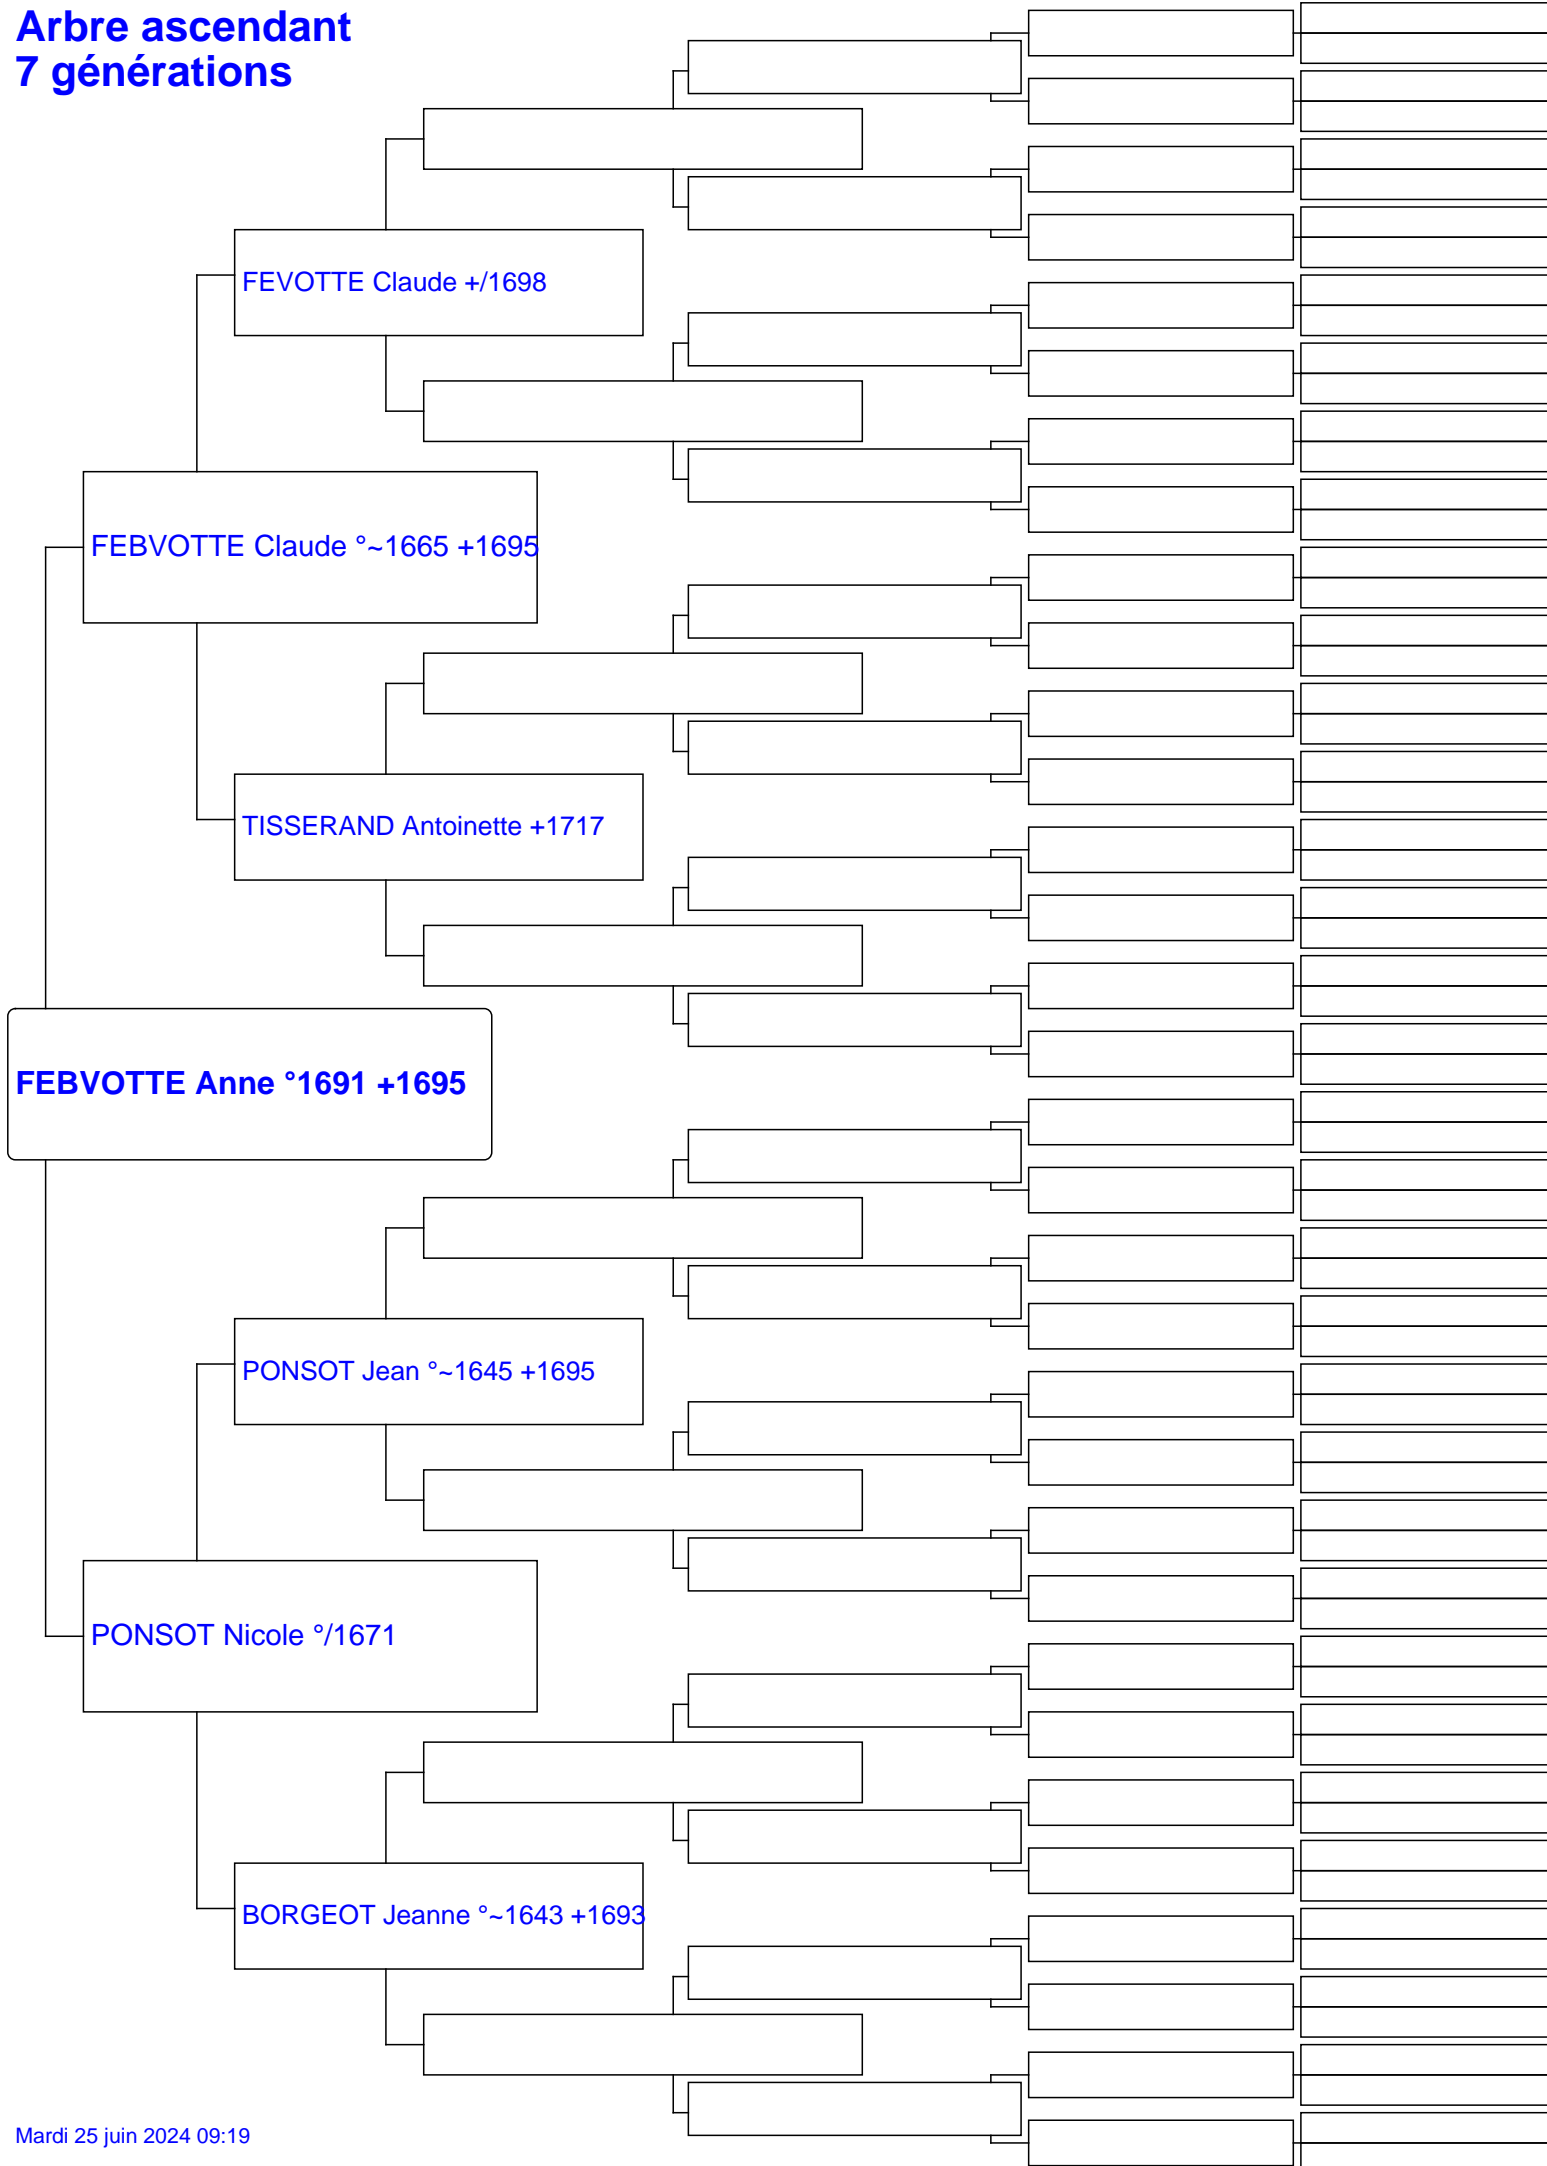 Arbre ascendant
7 générations
FEVOTTE Claude +/1698
FEBVOTTE Claude °~1665 +1695
TISSERAND Antoinette +1717
FEBVOTTE Anne °1691 +1695
PONSOT Jean °~1645 +1695
PONSOT Nicole °/1671
BORGEOT Jeanne °~1643 +1693
Mardi 25 juin 2024 09:19